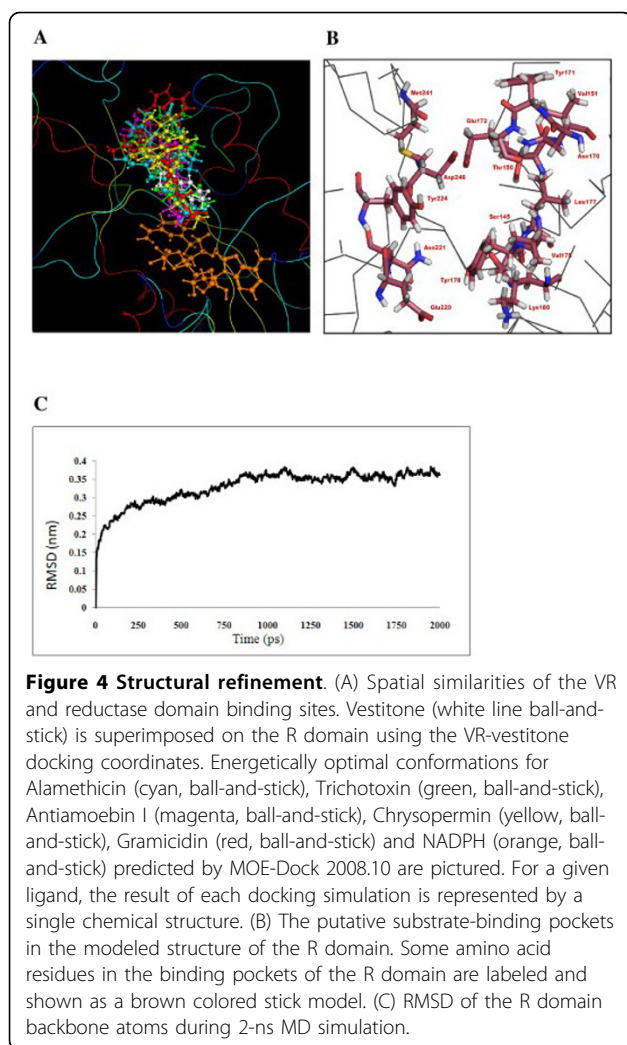 A
B
Tyr171
Met241
Val151
Glu172
Asn170
Thr150
Asp246
Tyr224
Leu177
Ser145
Asn221
Val175
Tyr178
Glu220
Lys180
C
0.4
0.35
0.3
0.25
0.2
0.15
0.1
0.05
0
RMSD (nm)
0 250 500 750 1000 1250 1500 1750 2000
Time (ps)
Figure 4 Structural refinement. (A) Spatial similarities of the VR
and reductase domain binding sites. Vestitone (white line ball-and-
stick) is superimposed on the R domain using the VR-vestitone
docking coordinates. Energetically optimal conformations for
Alamethicin (cyan, ball-and-stick), Trichotoxin (green, ball-and-stick),
Antiamoebin I (magenta, ball-and-stick), Chrysopermin (yellow, ball-
and-stick), Gramicidin (red, ball-and-stick) and NADPH (orange, ball-
and-stick) predicted by MOE-Dock 2008.10 are pictured. For a given
ligand, the result of each docking simulation is represented by a
single chemical structure. (B) The putative substrate-binding pockets
in the modeled structure of the R domain. Some amino acid
residues in the binding pockets of the R domain are labeled and
shown as a brown colored stick model. (C) RMSD of the R domain
backbone atoms during 2-ns MD simulation.